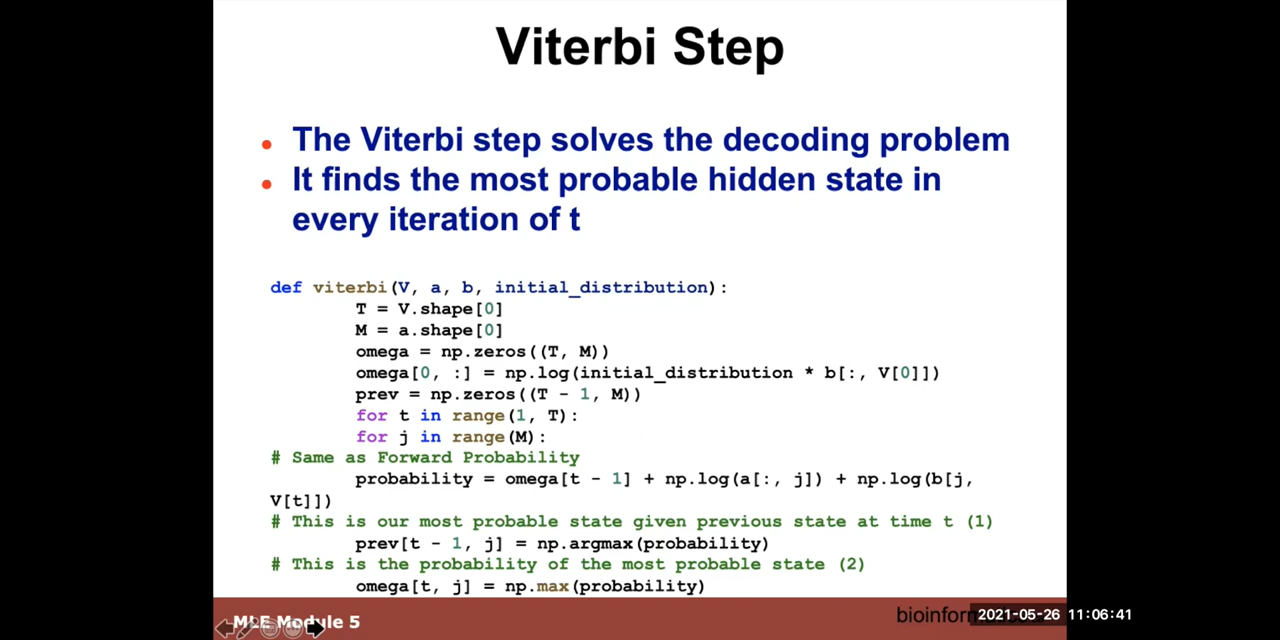 Viterbi Step
• The Viterbi step solves the decoding problem
• It finds the most probable hidden state in
every iteration of t
def viterbi(V, a, b, initial_distribution):
T = V.shape[0]
M = a.shape[0]
omega = np.zeros((T, M))
omega[0, :] = np.log(initial_distribution * b[:, V[0]])
prev = np.zeros((T - 1, M))
for t in range(1, T):
for j in range(M):
# Same as Forward Probability
probability = omega[t - 1] + np.log(a[:, j]) + np.log(b[j,
V[t]])
# This is our most probable state given previous state at time t (1)
prev[t - 1, j] = np.argmax(probability)
# This is the probability of the most probable state (2)
omega[t, j] = np.max(probability)
MLE Module 5
2021-05-26 11:06:41